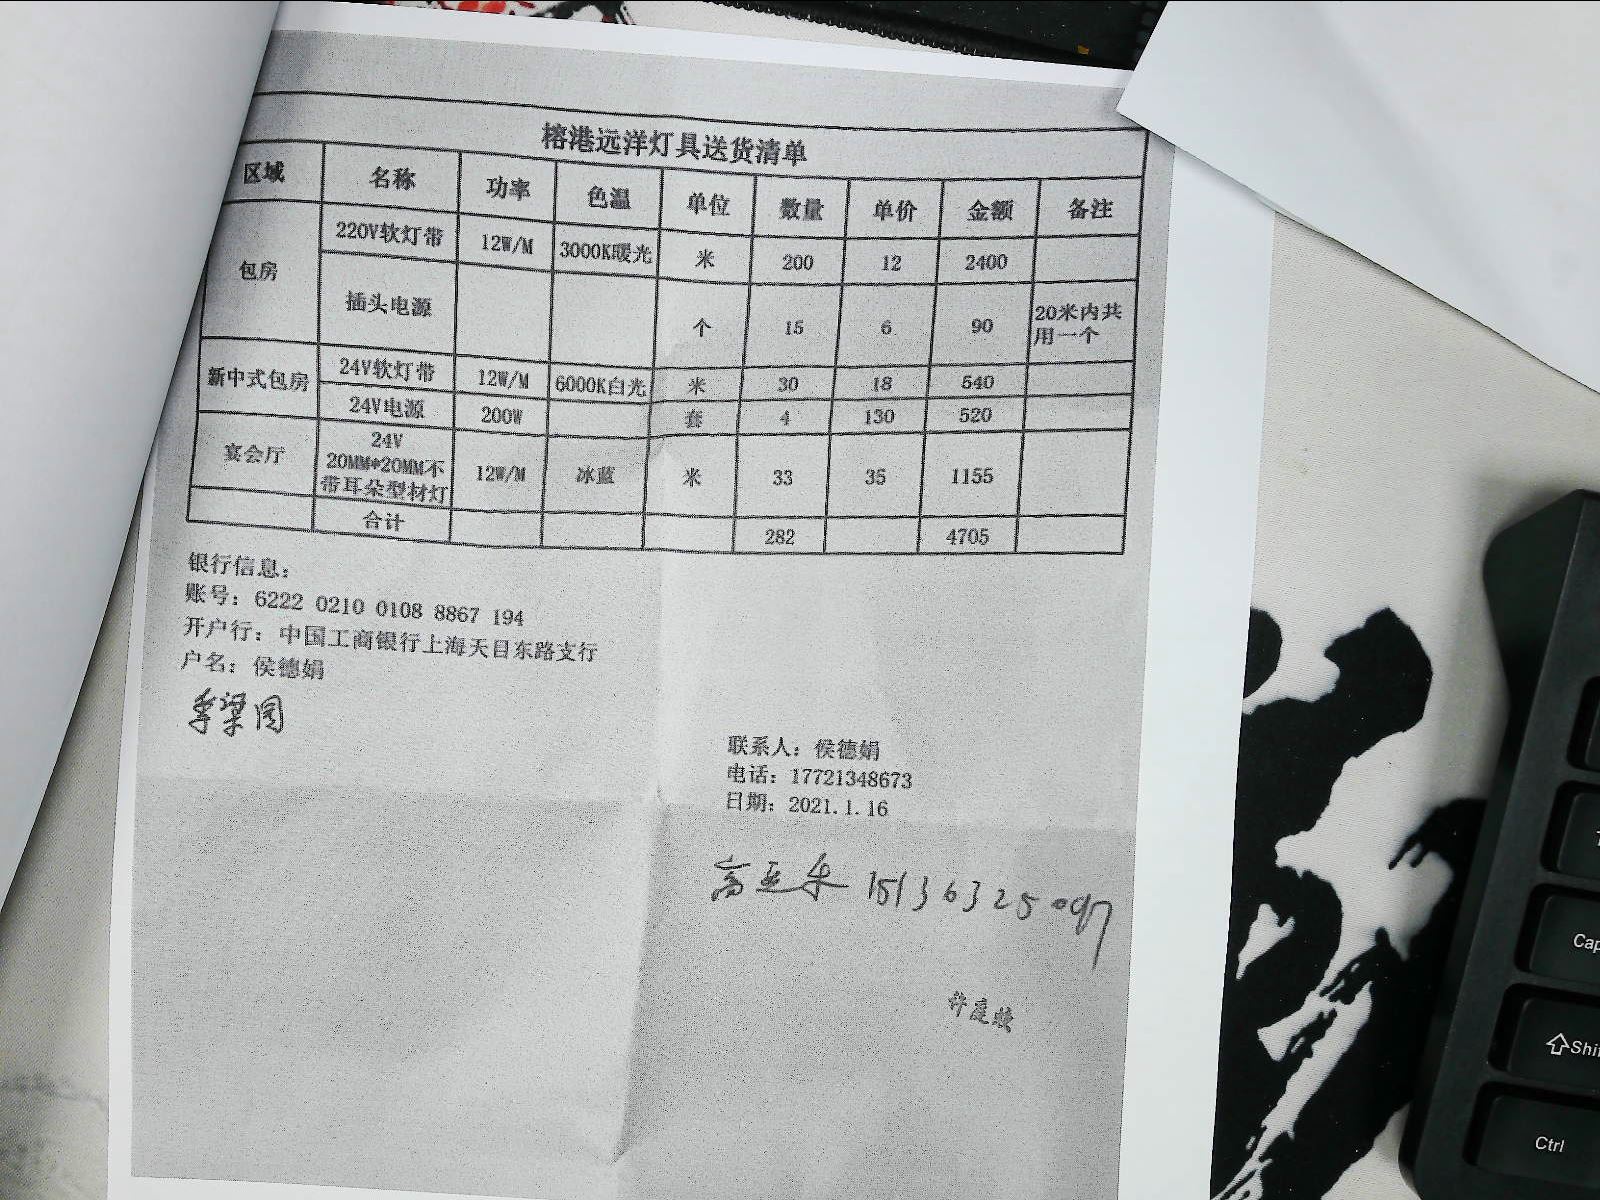 榕港远洋灯具送货清单
区域 名称 功率 色温 单位 数量 单价 金额 备注
包房 220V软灯带 12W/M 3000K暖光 米 200 12 2400
插头电源 个 15 6 90 20米内共用一个
新中式包房 24V软灯带 12W/M 6000K白光 米 30 18 540
24V电源 200W 套 4 130 520
宴会厅 24V 20MM*20MM不带耳朵型材灯 12W/M 冰蓝 米 33 35 1155
合计 282 4705
银行信息:
账号: 6222 0210 0108 8867 194
开户行: 中国工商银行上海天目东路支行
户名: 侯德娟
联系人: 侯德娟
电话: 17721348673
日期: 2021.1.16
15136325097
Cap
Shif
Ctrl